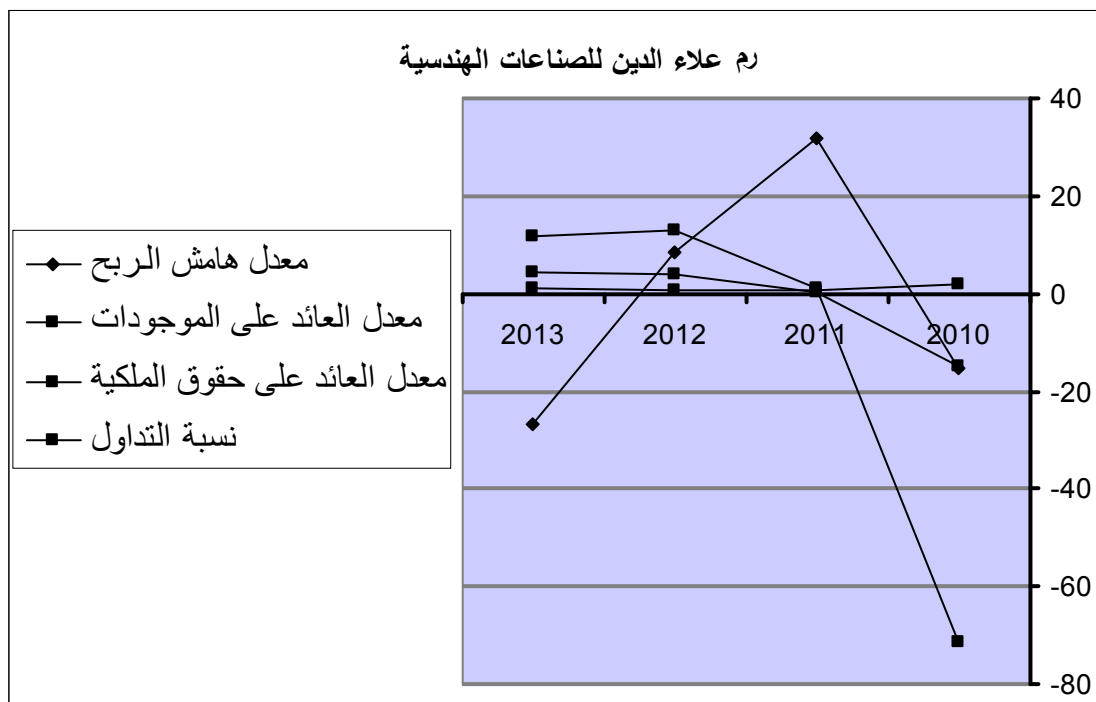 رم علاء الدين للصناعات الهندسية
40
20
0
-20
-40
-60
-80
2010
2011
2012
2013
معدل هامش الربح
معدل العائد على الموجودات
معدل العائد على حقوق الملكية
نسبة التداول